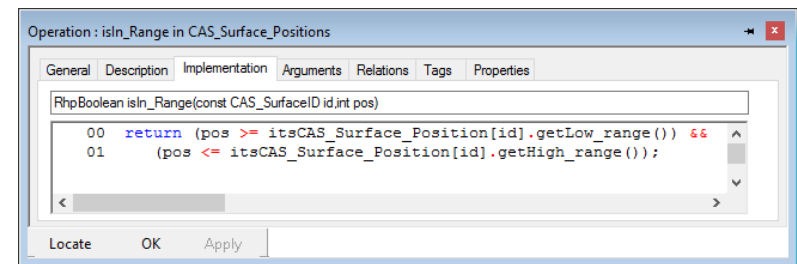 Operation : isIn_Range in CAS_Surface_Positions
General Description Implementation Arguments Relations Tags Properties
RhpBoolean isIn_Range(const CAS_SurfaceID id,int pos)
00 return (pos >= itsCAS_Surface_Position[id].getLow_range()) &&
01 (pos <= itsCAS_Surface_Position[id].getHigh_range());
Locate OK Apply